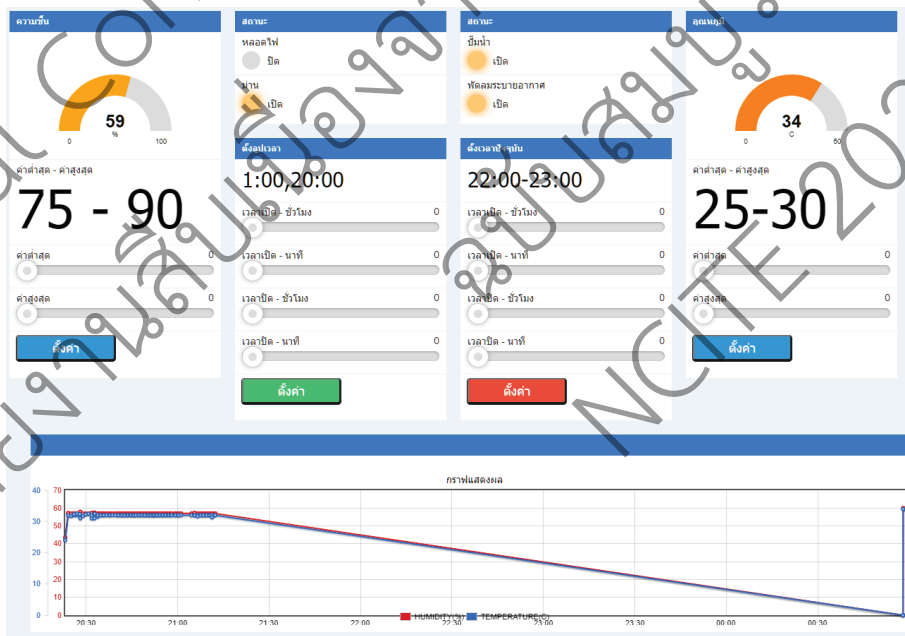 ความชื้น
59
%
0 100
ค่าต่ำสุด - ค่าสูงสุด
75 - 90
ค่าต่ำสุด 0
ค่าสูงสุด 0
ตั้งค่า
สถานะ
หลอดไฟ
ปิด
ม่าน
เปิด
ตั้งเวลา
1:00,20:00
เวลาเปิด - ชั่วโมง 0
เวลาเปิด - นาที 0
เวลาปิด - ชั่วโมง 0
เวลาปิด - นาที 0
ตั้งค่า
สถานะ
ปั๊มน้ำ
เปิด
พัดลมระบายอากาศ
เปิด
ตั้งเวลาปัจจุบัน
22:00-23:00
เวลาเปิด - ชั่วโมง 0
เวลาเปิด - นาที 0
เวลาปิด - ชั่วโมง 0
เวลาปิด - นาที 0
ตั้งค่า
อุณหภูมิ
34
C
0 50
ค่าต่ำสุด - ค่าสูงสุด
25-30
ค่าต่ำสุด 0
ค่าสูงสุด 0
ตั้งค่า
กราฟแสดงผล
40 70
60
30 50
40
20 30
10 20
10
0 0
20:30 21:00 21:30 22:00 22:30 23:00 23:30 00:00 00:30
HUMIDITY(%) TEMPERATURE(C)
NCITE